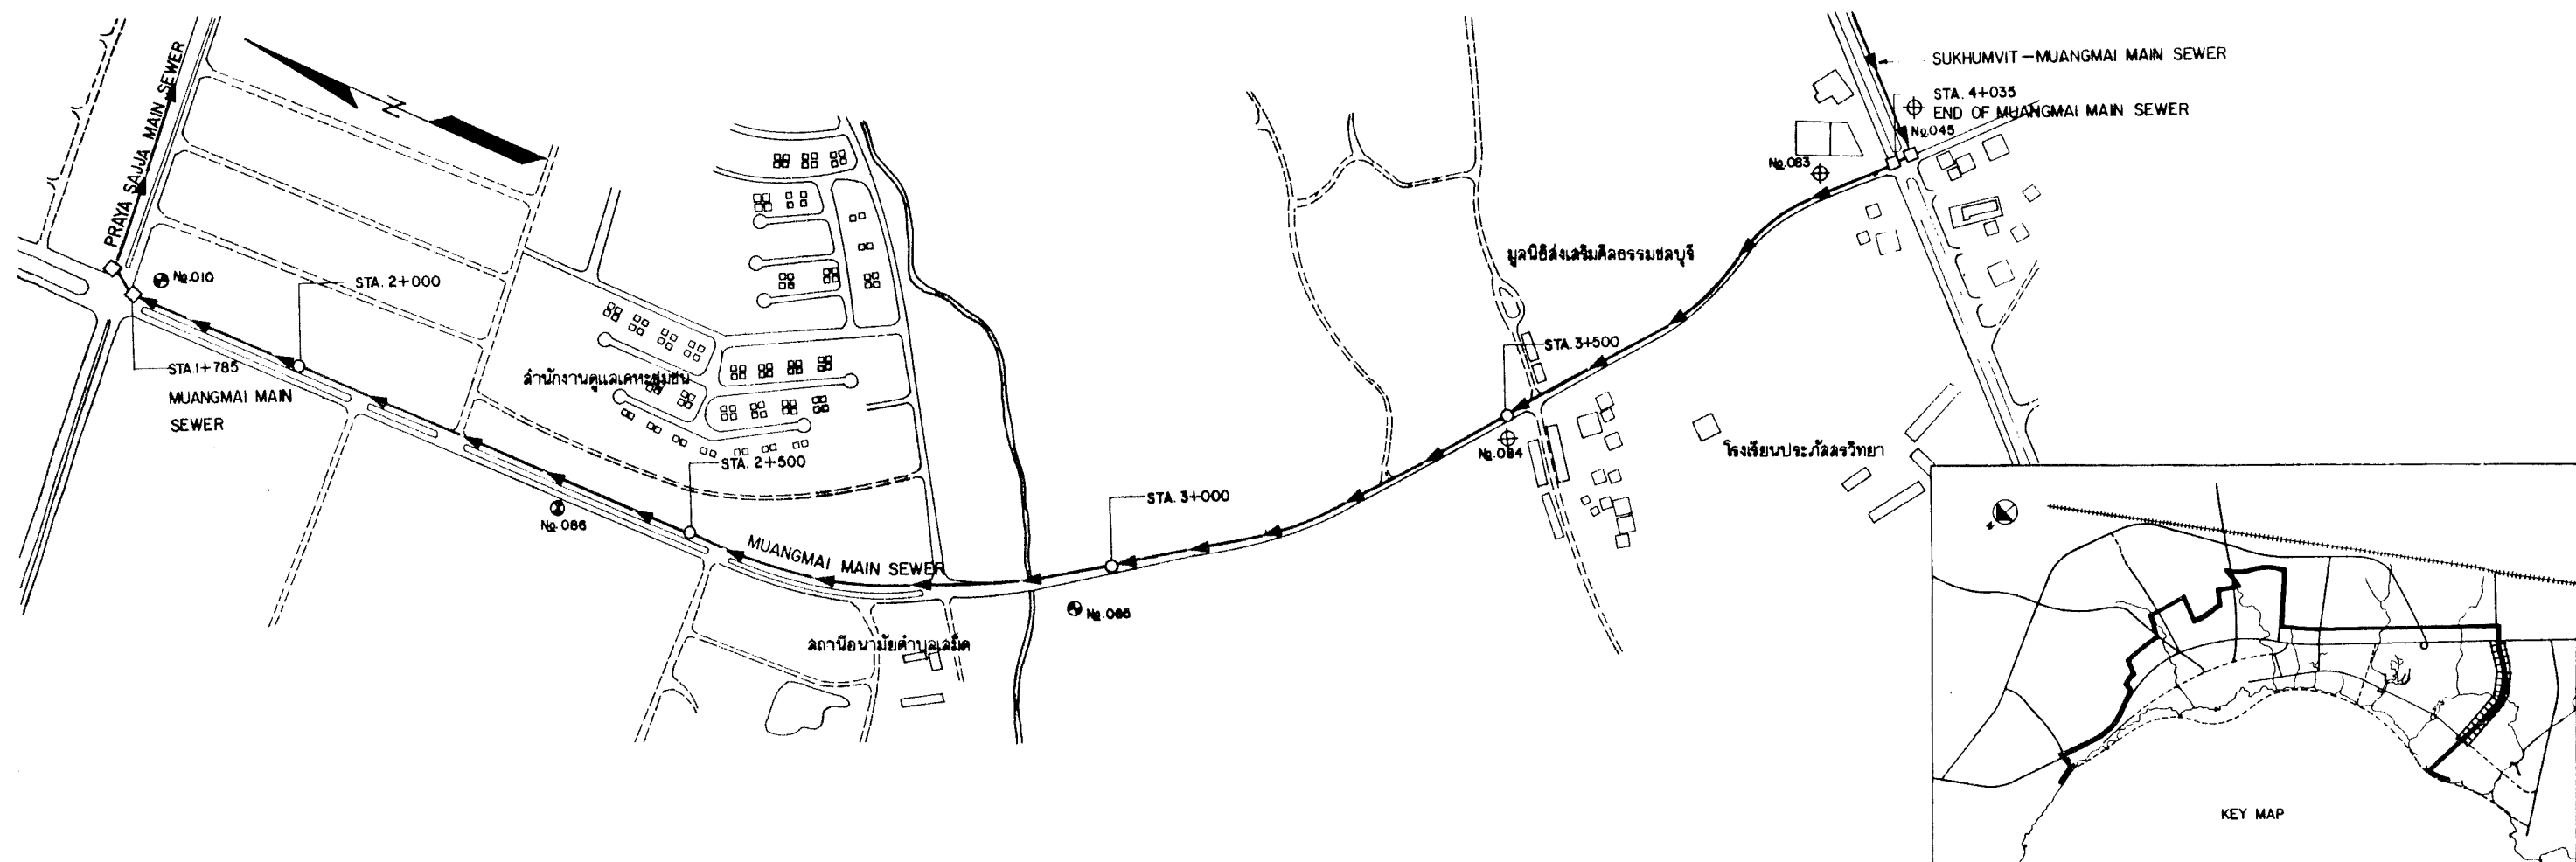 PRAYA SAIJA MAIN SEWER
N
SUKHUMVIT-MUANGMAI MAIN SEWER
STA. 4+035
END OF MUANGMAI MAIN SEWER
No.045
No.083
No.010
STA. 2+000
มูลนิธิส่งเสริมศีลธรรมชลบุรี
STA.1+785
MUANGMAI MAIN
SEWER
สำนักงานดูแลเคหะชุมชน
STA. 3+500
No.084
โรงเรียนประภัสสรวิทยา
STA. 2+500
STA. 3+000
No.086
MUANGMAI MAIN SEWER
No.085
สถานีอนามัยตำบลเสม็ด
N
KEY MAP